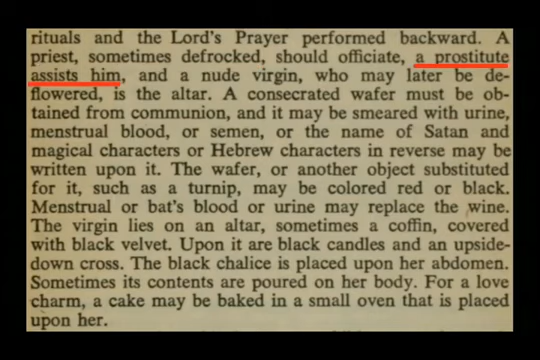 rituals and the Lord's Prayer performed backward. A
priest, sometimes defrocked, should officiate, a prostitute
assists him, and a nude virgin, who may later be de-
flowered, is the altar. A consecrated wafer must be ob-
tained from communion, and it may be smeared with urine,
menstrual blood, or semen, or the name of Satan and
magical characters or Hebrew characters in reverse may be
written upon it. The wafer, or another object substituted
for it, such as a turnip, may be colored red or black.
Menstrual or bat's blood or urine may replace the wine.
The virgin lies on an altar, sometimes a coffin, covered
with black velvet. Upon it are black candles and an upside-
down cross. The black chalice is placed upon her abdomen.
Sometimes its contents are poured on her body. For a love
charm, a cake may be baked in a small oven that is placed
upon her.